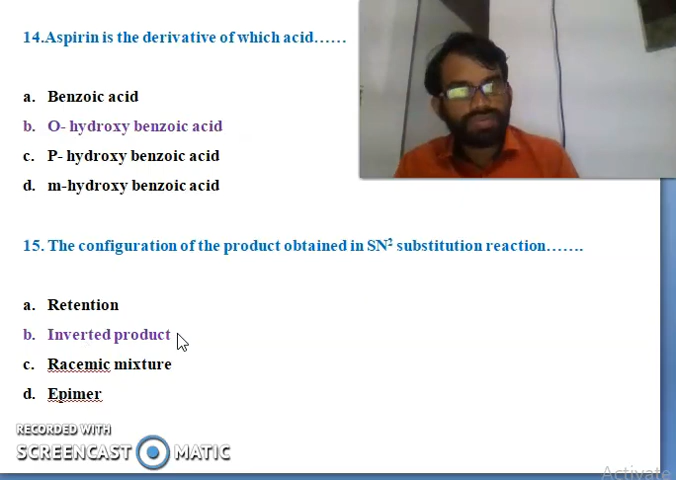 14.Aspirin is the derivative of which acid……
a. Benzoic acid
b. O- hydroxy benzoic acid
c. P- hydroxy benzoic acid
d. m-hydroxy benzoic acid
15. The configuration of the product obtained in SN² substitution reaction…….
a. Retention
b. Inverted product
c. Racemic mixture
d. Epimer
RECORDED WITH
SCREENCAST MATIC
Activate